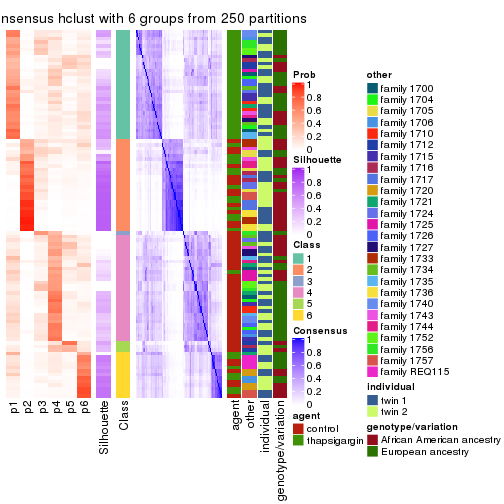 nsensus hclust with 6 groups from 250 partitions
Prob
1
0.8
0.6
0.4
0.2
0
Silhouette
1
0.8
0.6
0.4
0.2
0
Class
1
2
3
4
5
6
Consensus
1
0.8
0.6
0.4
0.2
0
agent
control
thapsigargin
other
family 1700
family 1704
family 1705
family 1706
family 1710
family 1712
family 1715
family 1716
family 1717
family 1720
family 1721
family 1724
family 1725
family 1726
family 1727
family 1733
family 1734
family 1735
family 1736
family 1740
family 1743
family 1744
family 1752
family 1756
family 1757
family REQ115
individual
twin 1
twin 2
genotype/variation
African American ancestry
European ancestry
p1
p2
p3
p4
p5
p6
Silhouette
Class
agent
other
individual
genotype/variation